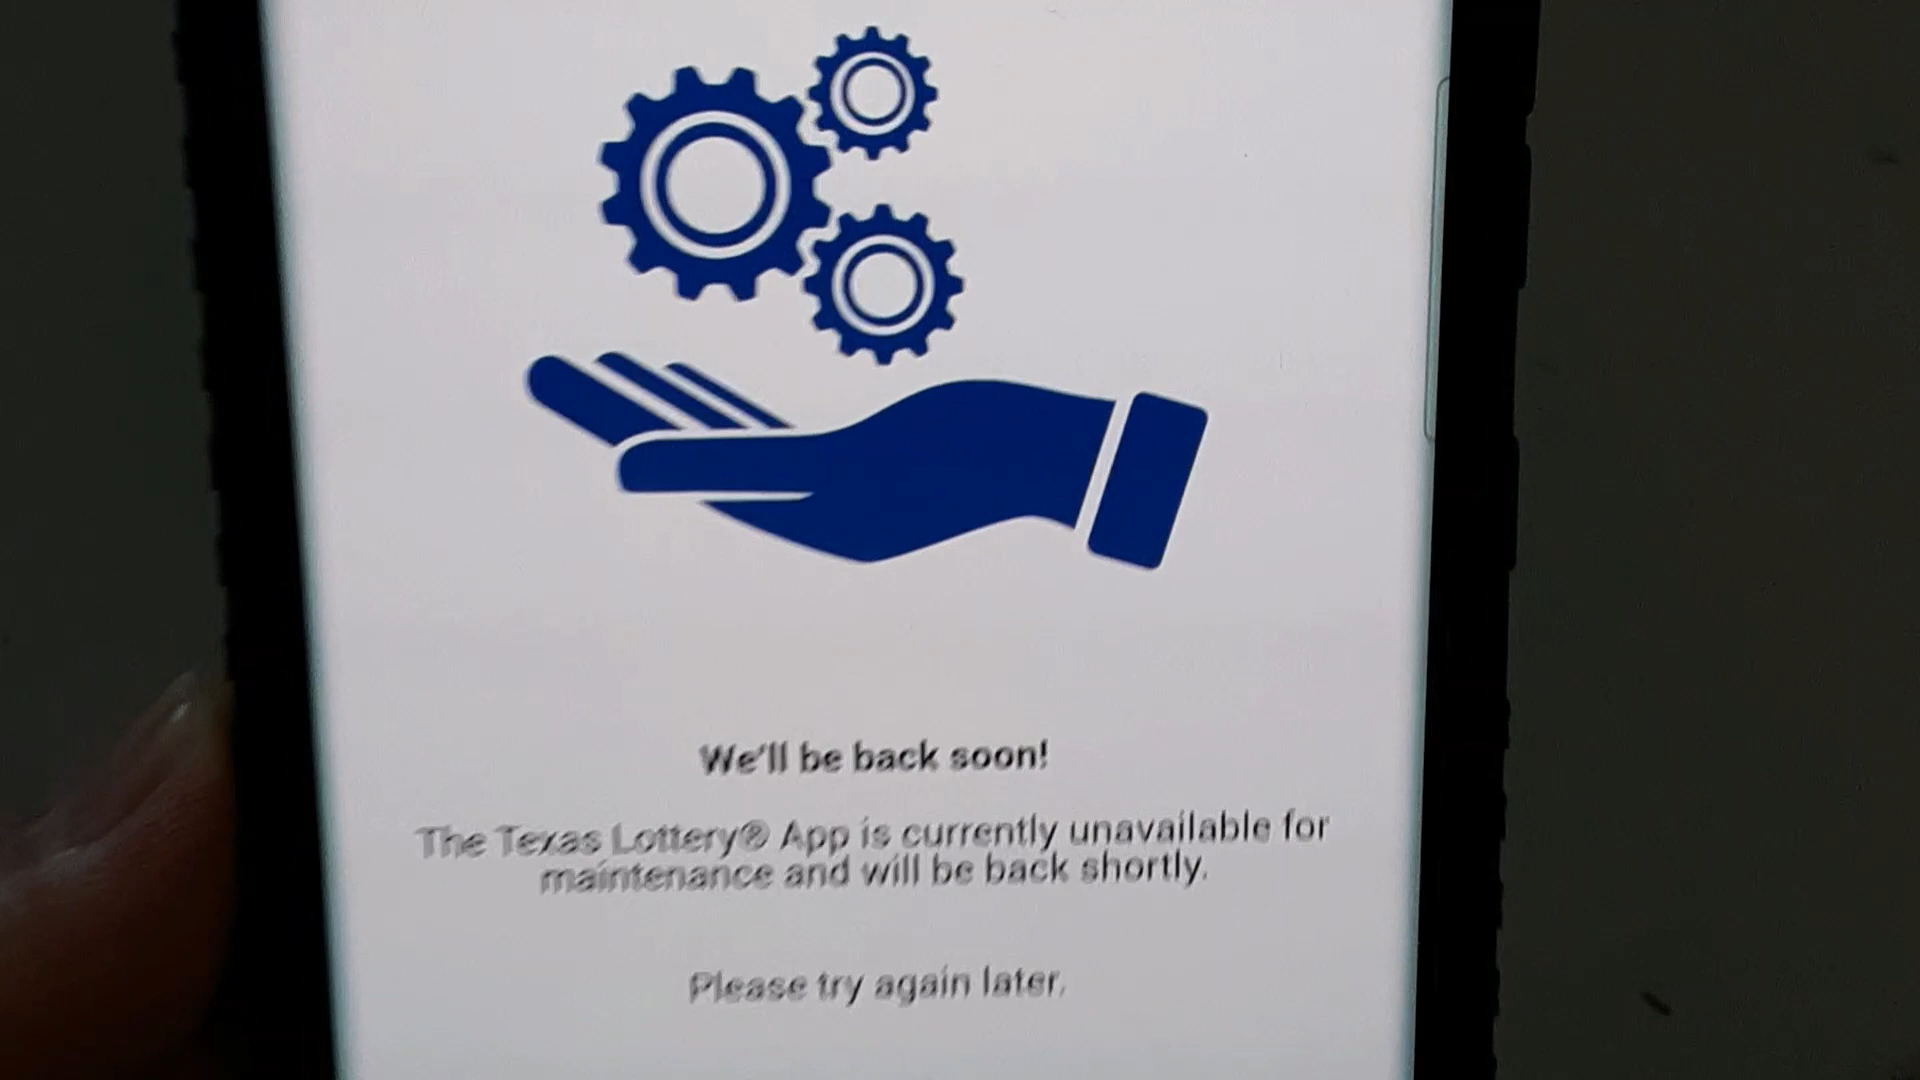 We'll be back soon!
The Texas Lottery® App is currently unavailable for
maintenance and will be back shortly.
Please try again later.